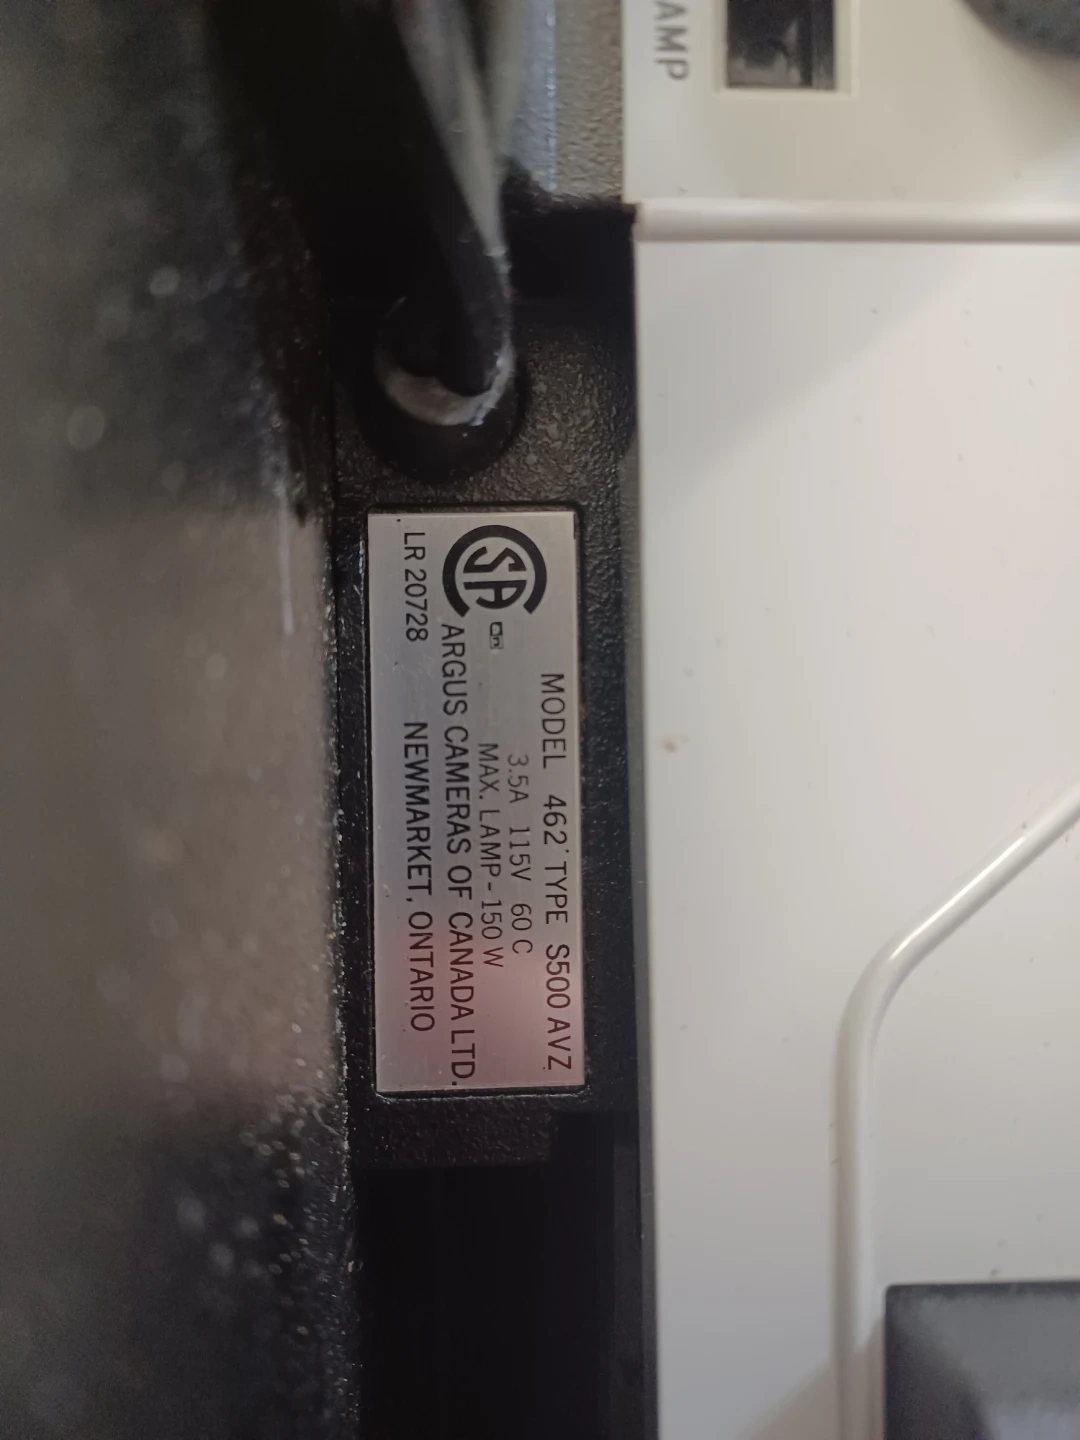 AMP
MODEL 462 TYPE S500 AVZ
3.5A 115V 60 C
MAX. LAMP-150 W
SA
ARGUS CAMERAS OF CANADA LTD.
LR 20728 NEWMARKET, ONTARIO